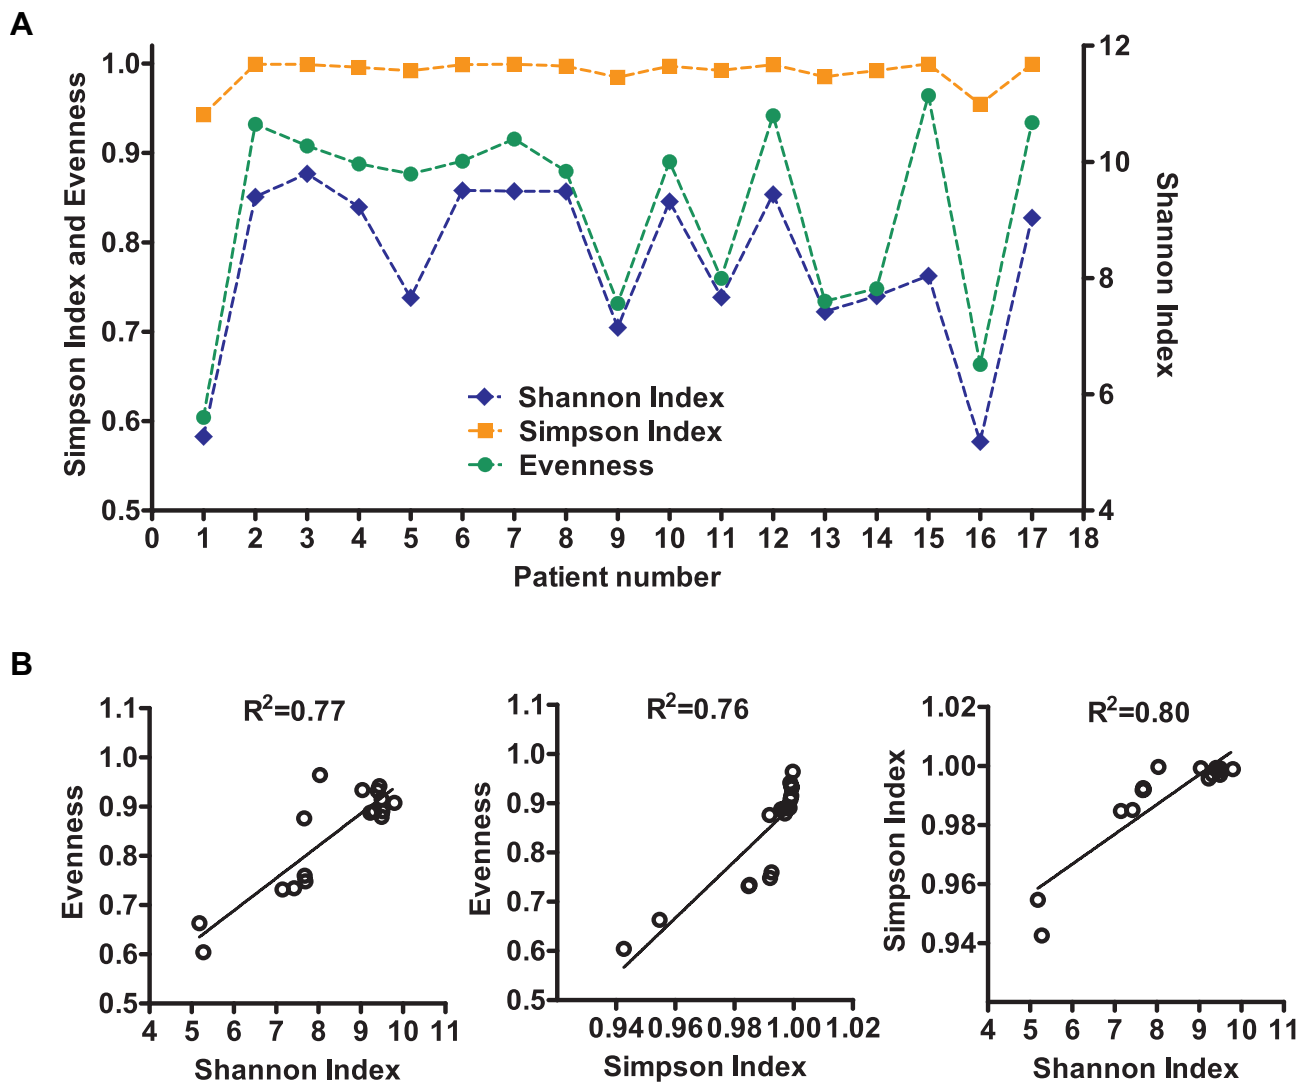 A
Simpson Index and Evenness
1.0
0.9
0.8
0.7
0.6
0.5
12
10
8
6
4
Shannon Index
Shannon Index
Simpson Index
Evenness
0 1 2 3 4 5 6 7 8 9 10 11 12 13 14 15 16 17 18
Patient number
B
R²=0.77
Evenness
1.1
1.0
0.9
0.8
0.7
0.6
0.5
4 5 6 7 8 9 10 11
Shannon Index
R²=0.76
Evenness
1.1
1.0
0.9
0.8
0.7
0.6
0.5
0.94 0.96 0.98 1.00 1.02
Simpson Index
R²=0.80
Simpson Index
1.02
1.00
0.98
0.96
0.94
4 5 6 7 8 9 10 11
Shannon Index